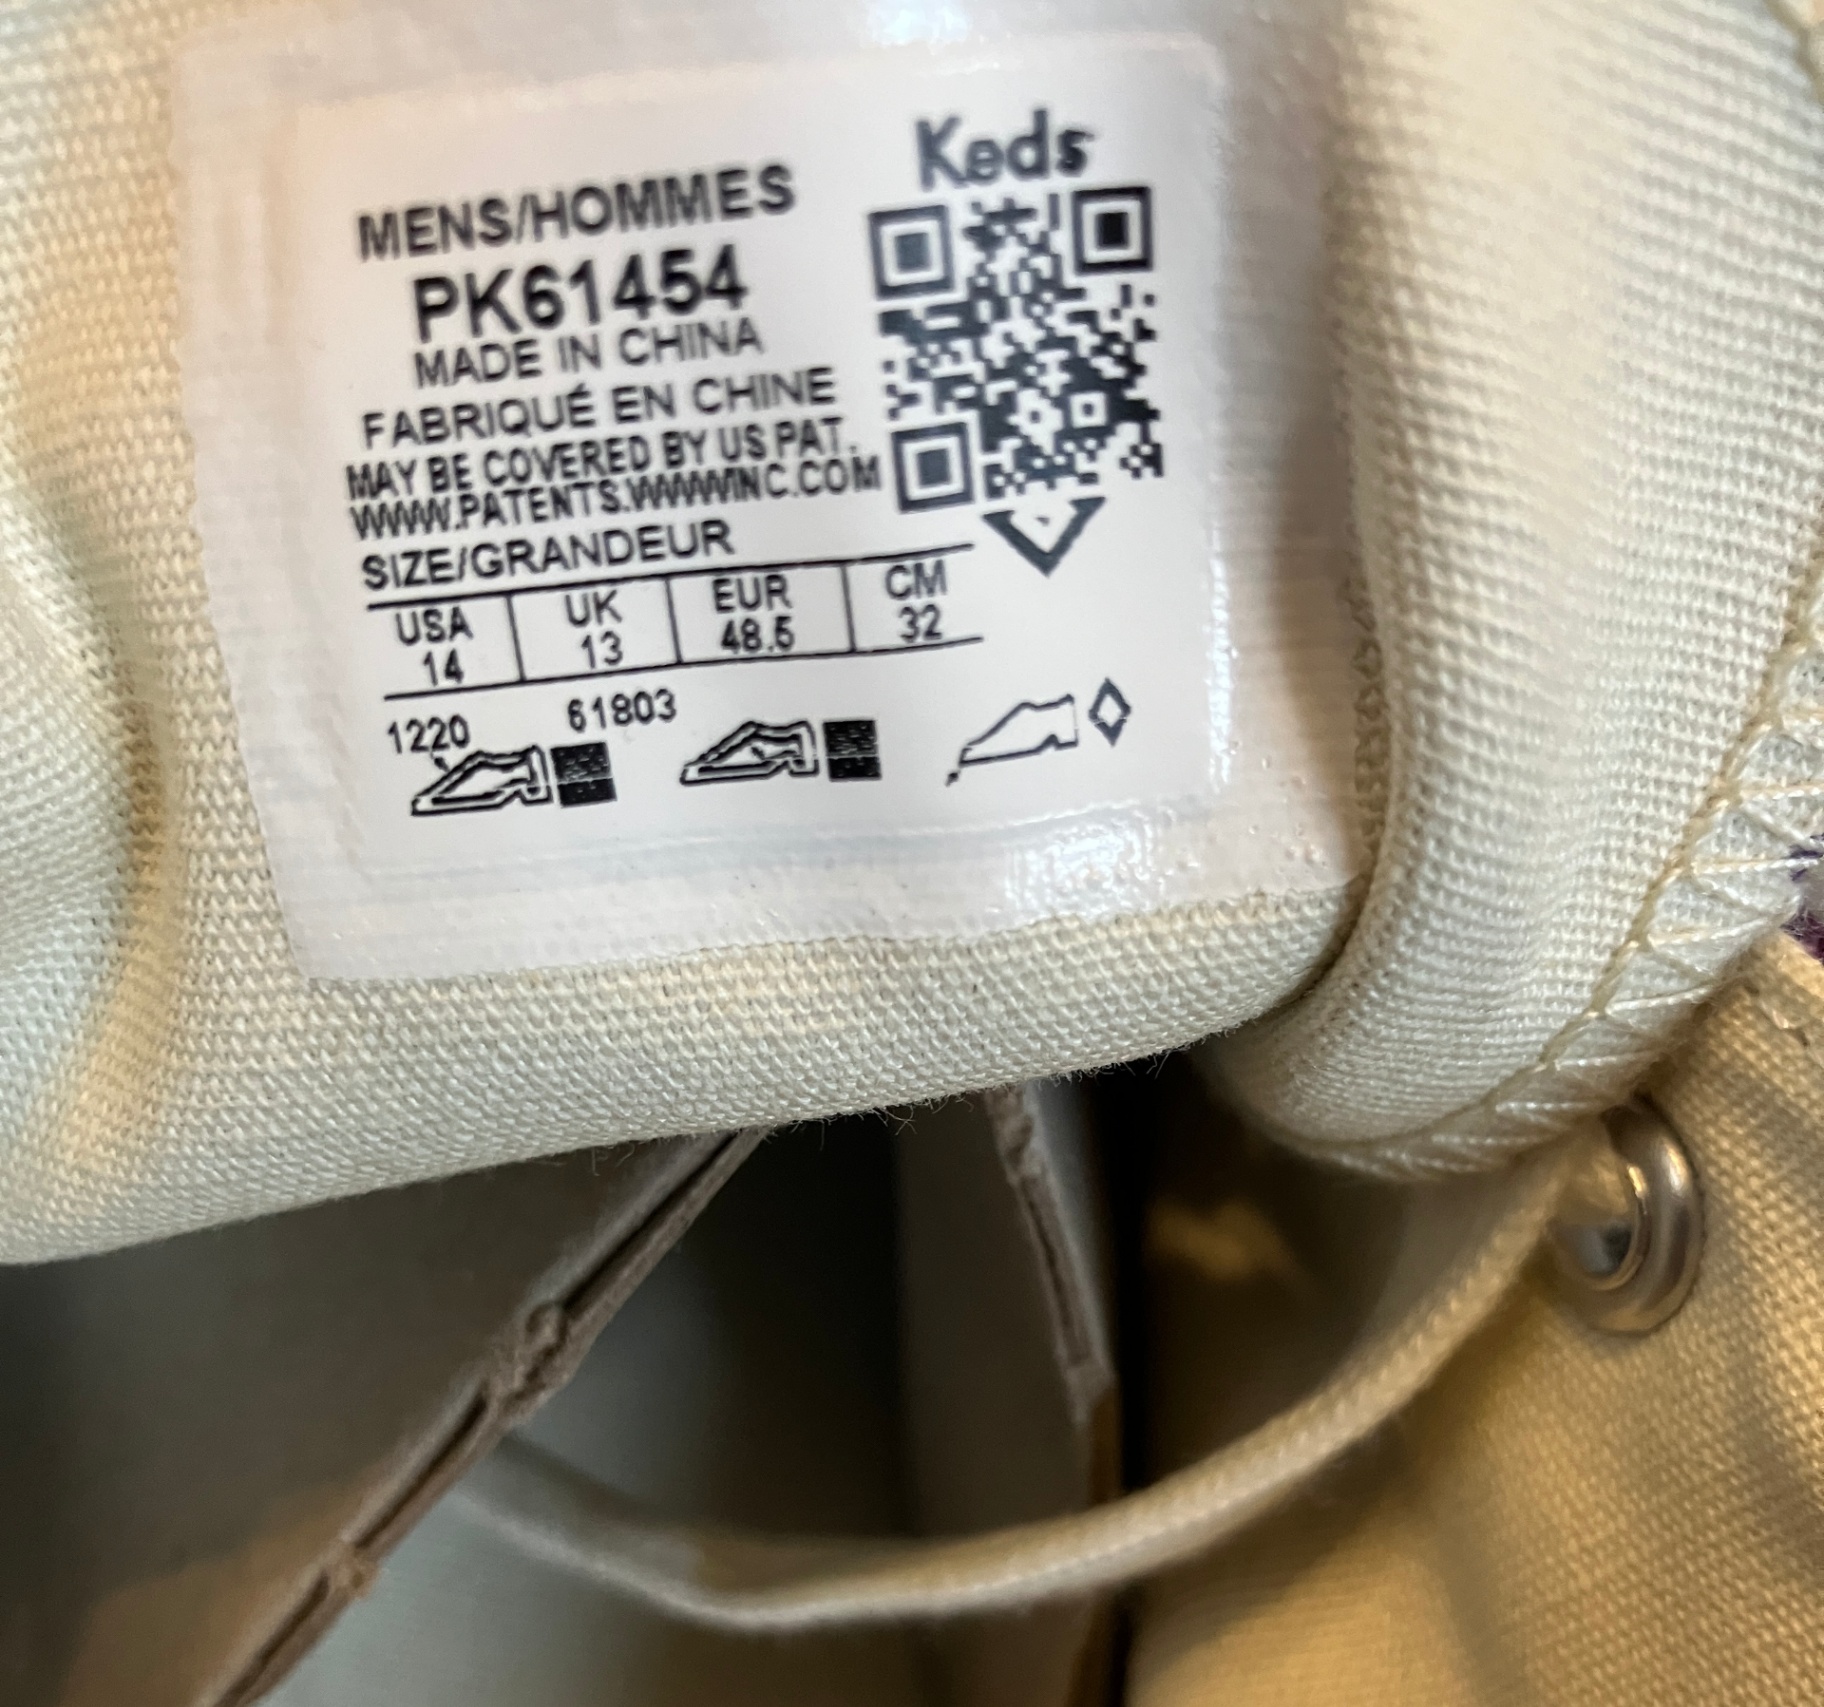 Keds
MENS/HOMMES
PK61454
MADE IN CHINA
FABRIQUÉ EN CHINE
MAY BE COVERED BY US PAT.
WWW.PATENTS.WWWINC.COM
SIZE/GRANDEUR
USA UK EUR CM
14 13 48.5 32
1220 61803